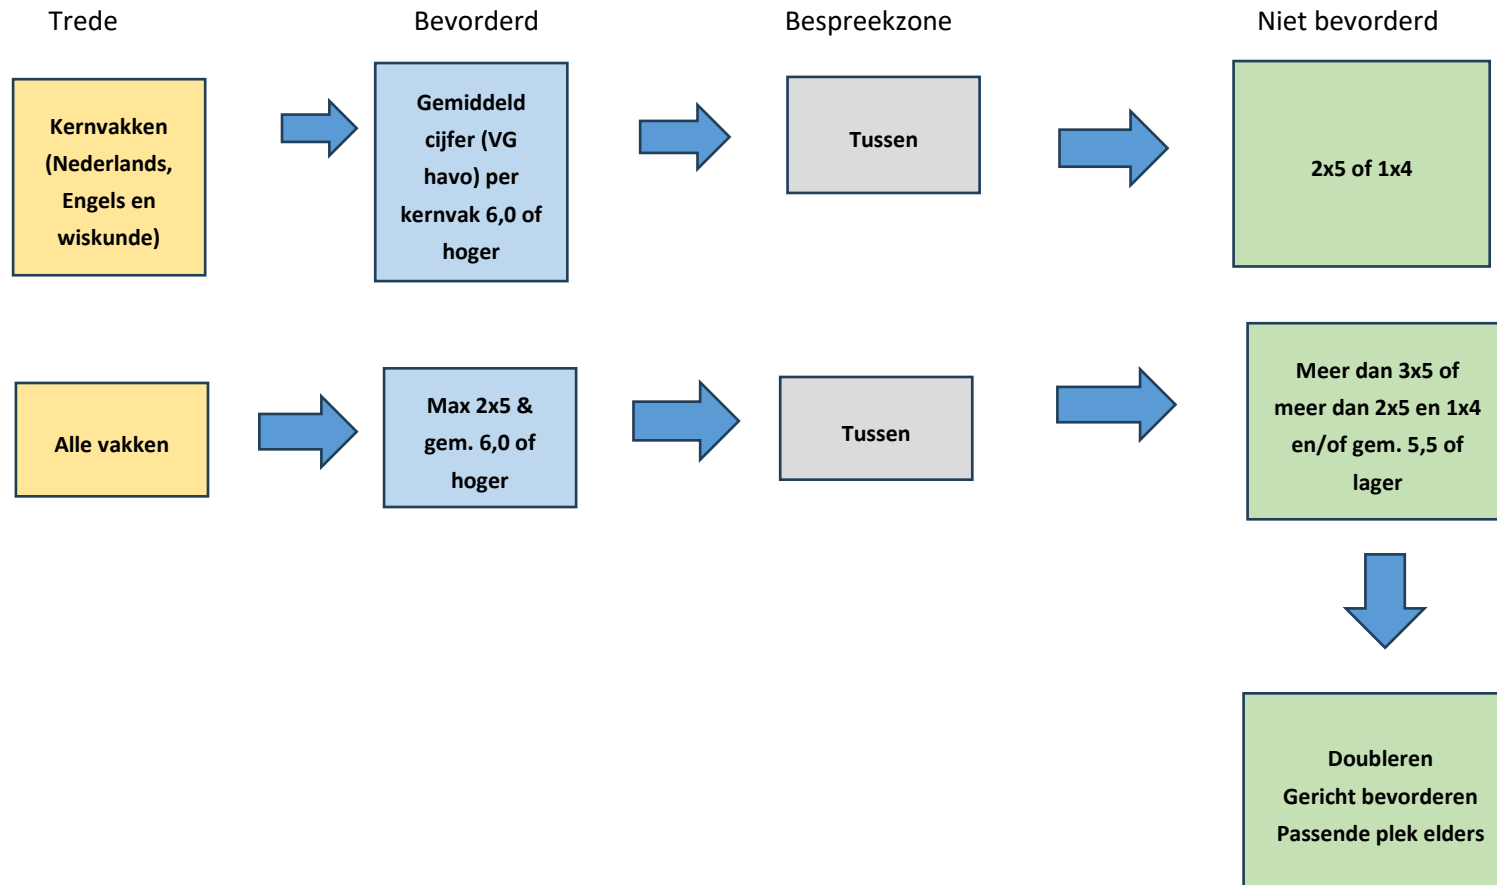 Trede
Bevorderd
Bespreekzone
Niet bevorderd
Kernvakken
(Nederlands,
Engels en
wiskunde)
Gemiddeld
cijfer (VG
havo) per
kernvak 6,0 of
hoger
Tussen
2x5 of 1x4
Alle vakken
Max 2x5 &
gem. 6,0 of
hoger
Tussen
Meer dan 3x5 of
meer dan 2x5 en 1x4
en/of gem. 5,5 of
lager
Doubleren
Gericht bevorderen
Passende plek elders